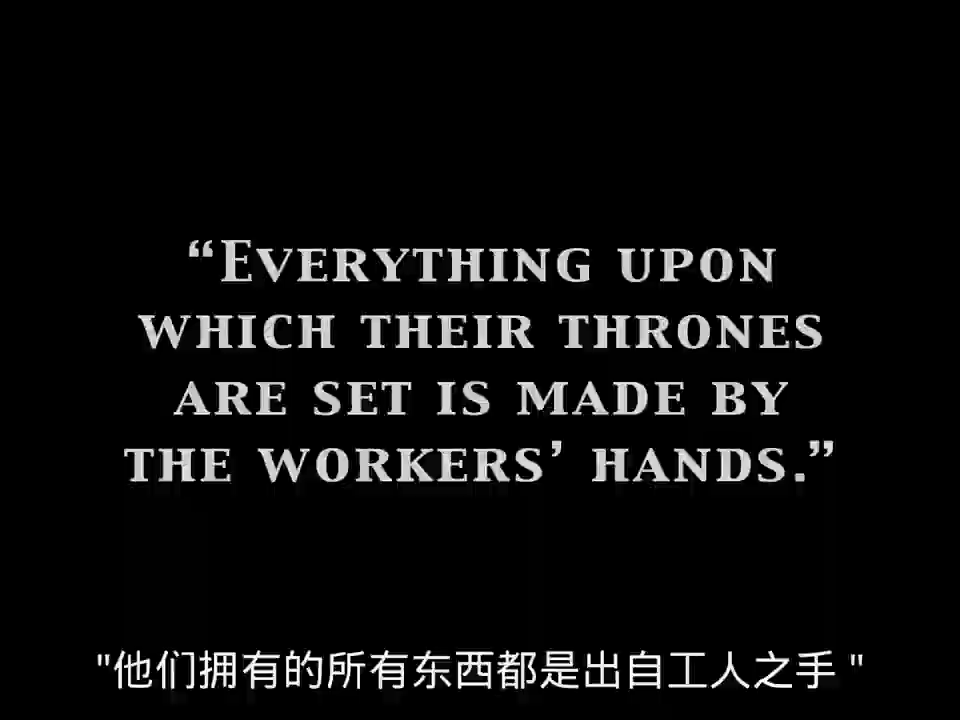 “Everything upon
which their thrones
are set is made by
the workers’ hands.”
"他们拥有的所有东西都是出自工人之手 "